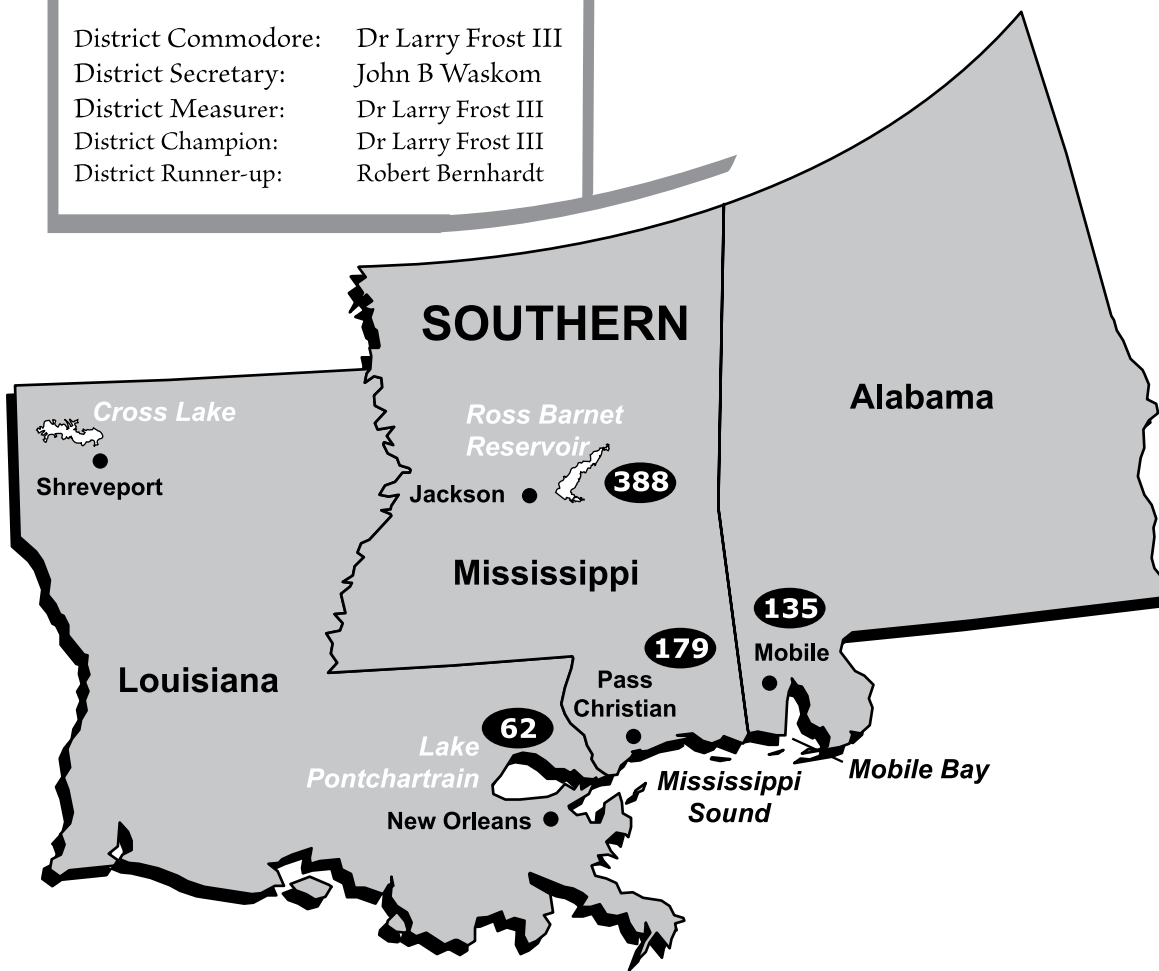 District Commodore: Dr Larry Frost III
District Secretary: John B Waskom
District Measurer: Dr Larry Frost III
District Champion: Dr Larry Frost III
District Runner-up: Robert Bernhardt
SOUTHERN
Alabama
Cross Lake
Ross Barnet
Reservoir
Shreveport
Jackson
388
Mississippi
135
179
Mobile
Louisiana
Pass
Christian
62
Lake
Pontchartrain
Mississippi
Sound
Mobile Bay
New Orleans